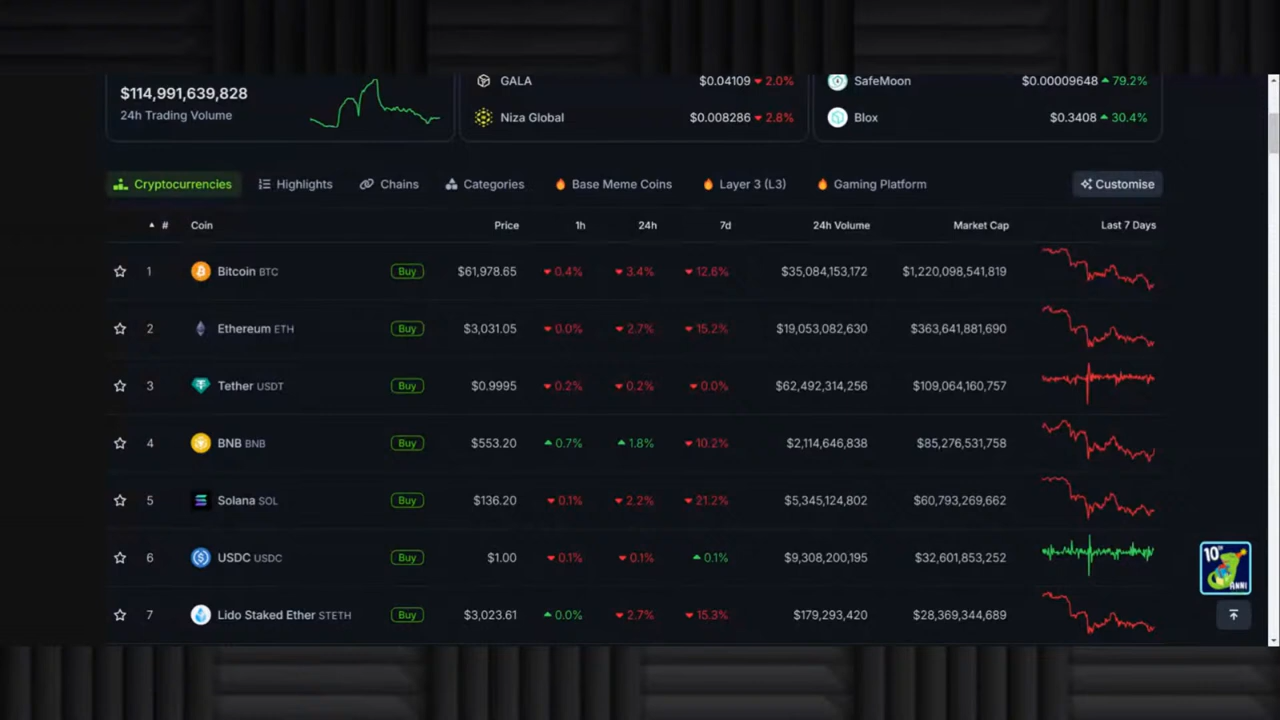 $114,991,639,828
24h Trading Volume
GALA $0.04109 2.0%
Niza Global $0.008286 2.8%
SafeMoon $0.00009648 79.2%
Blox $0.3408 30.4%
Cryptocurrencies Highlights Chains Categories Base Meme Coins Layer 3 (L3) Gaming Platform Customise
# Coin Price 1h 24h 7d 24h Volume Market Cap Last 7 Days
1 Bitcoin BTC Buy $61,978.65 0.4% 3.4% 12.6% $35,084,153,172 $1,220,098,541,819
2 Ethereum ETH Buy $3,031.05 0.0% 2.7% 15.2% $19,053,082,630 $363,641,881,690
3 Tether USDT Buy $0.9995 0.2% 0.2% 0.0% $62,492,314,256 $109,064,160,757
4 BNB BNB Buy $553.20 0.7% 1.8% 10.2% $2,114,646,838 $85,276,531,758
5 Solana SOL Buy $136.20 0.1% 2.2% 21.2% $5,345,124,802 $60,793,269,662
6 USDC USDC Buy $1.00 0.1% 0.1% 0.1% $9,308,200,195 $32,601,853,252
10th
ANNI
7 Lido Staked Ether STETH Buy $3,023.61 0.0% 2.7% 15.3% $179,293,420 $28,369,344,689